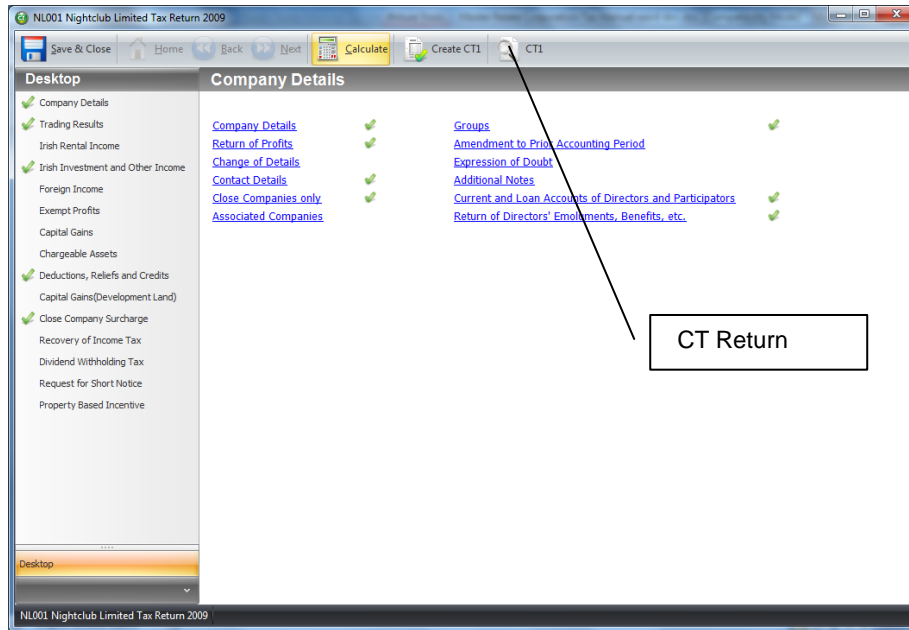 NL001 Nightclub Limited Tax Return 2009
Save & Close Home Back Next Calculate Create CT1 CT1
Desktop
Company Details
Trading Results
Irish Rental Income
Irish Investment and Other Income
Foreign Income
Exempt Profits
Capital Gains
Chargeable Assets
Deductions, Reliefs and Credits
Capital Gains(Development Land)
Close Company Surcharge
Recovery of Income Tax
Dividend Withholding Tax
Request for Short Notice
Property Based Incentive
Desktop
Company Details
Company Details
Return of Profits
Change of Details
Contact Details
Close Companies only
Associated Companies
Groups
Amendment to Prior Accounting Period
Expression of Doubt
Additional Notes
Current and Loan Accounts of Directors and Participators
Return of Directors' Emoluments, Benefits, etc.
CT Return
NL001 Nightclub Limited Tax Return 2009